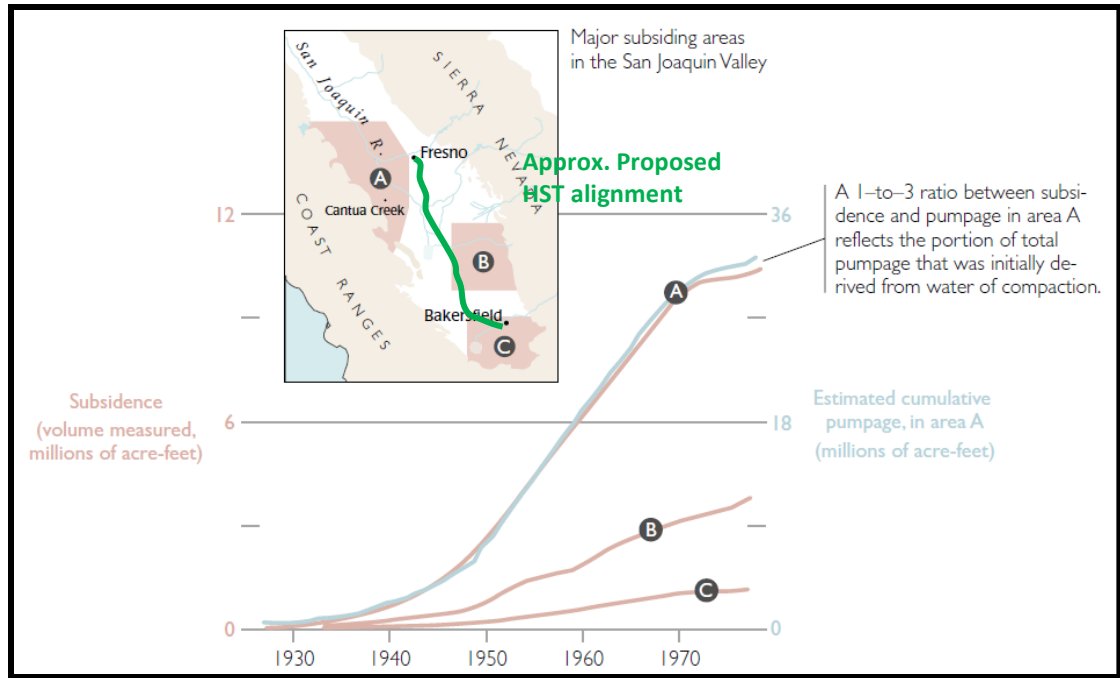 Major subsiding areas
in the San Joaquin Valley
San Joaquin R.
SIERRA NEVADA
COAST RANGES
Fresno
A
Cantua Creek
B
Bakersfield
C
Approx. Proposed
HST alignment
A 1–to–3 ratio between subsi-
dence and pumpage in area A
reflects the portion of total
pumpage that was initially de-
rived from water of compaction.
12
36
A
Subsidence
(volume measured,
millions of acre-feet)
6
18
Estimated cumulative
pumpage, in area A
(millions of acre-feet)
B
C
0
0
1930
1940
1950
1960
1970